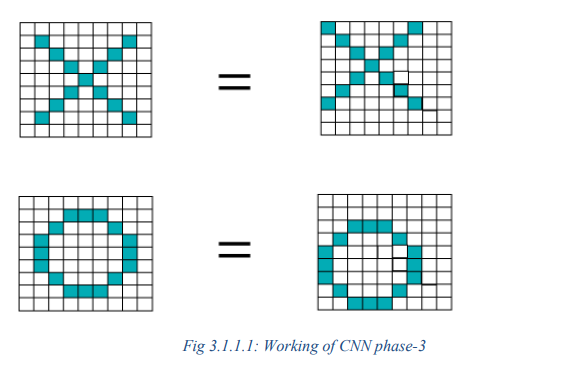 =
=
Fig 3.1.1.1: Working of CNN phase-3